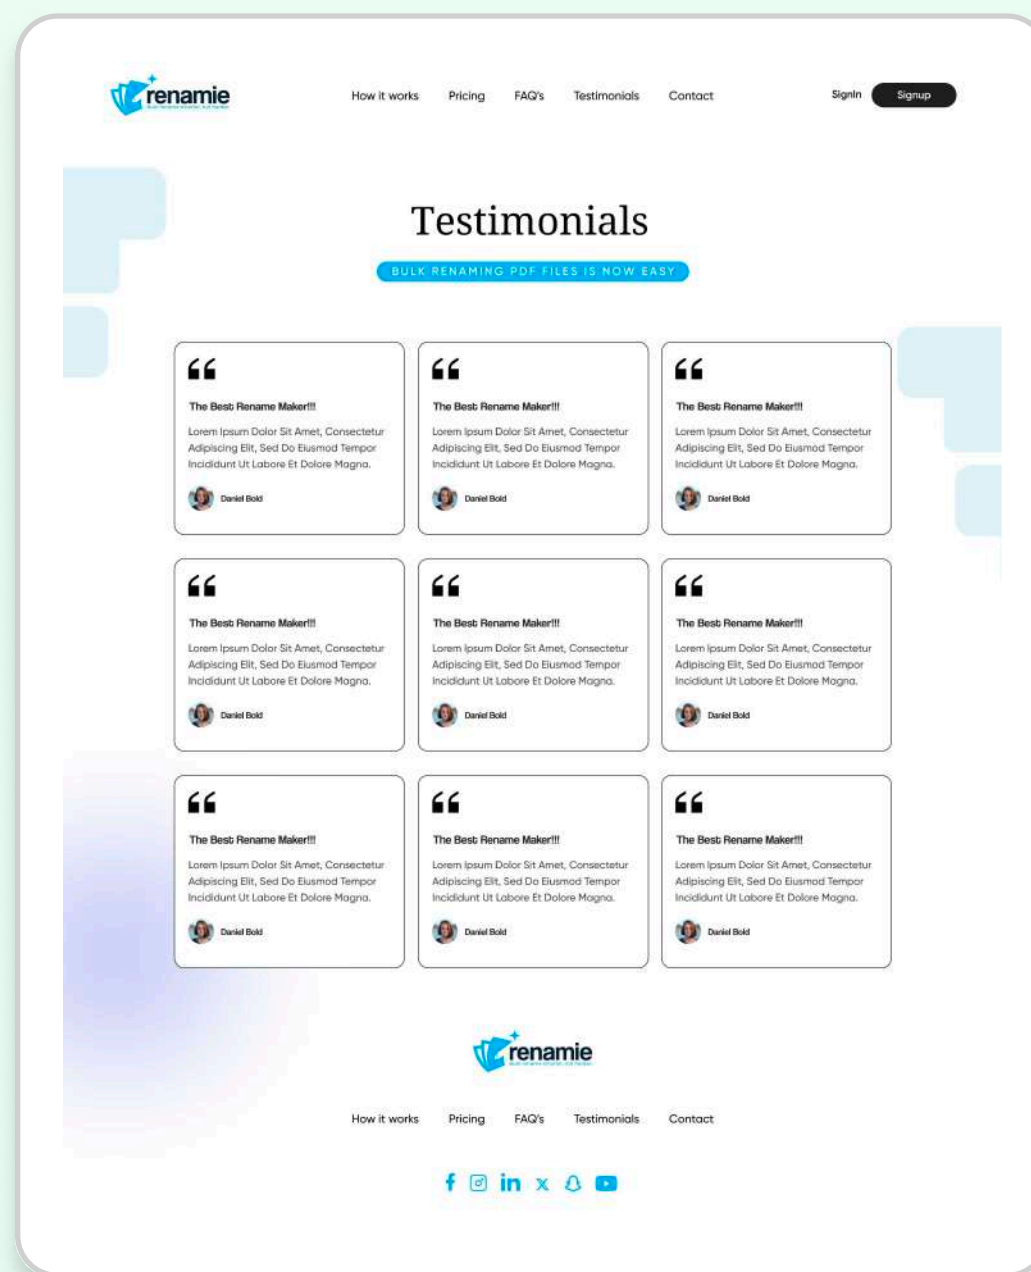 renamie
How it works Pricing FAQ's Testimonials Contact SignIn Signup
Testimonials
BULK RENAMING PDF FILES IS NOW EASY
The Best Rename Maker!!! The Best Rename Maker!!! The Best Rename Maker!!!
Lorem Ipsum Dolor Sit Amet, Consectetur Lorem Ipsum Dolor Sit Amet, Consectetur Lorem Ipsum Dolor Sit Amet, Consectetur
Adipiscing Elit, Sed Do Eiusmod Tempor Adipiscing Elit, Sed Do Eiusmod Tempor Adipiscing Elit, Sed Do Eiusmod Tempor
Incididunt Ut Labore Et Dolore Magna. Incididunt Ut Labore Et Dolore Magna. Incididunt Ut Labore Et Dolore Magna.
Daniel Bold Daniel Bold Daniel Bold
The Best Rename Maker!!! The Best Rename Maker!!! The Best Rename Maker!!!
Lorem Ipsum Dolor Sit Amet, Consectetur Lorem Ipsum Dolor Sit Amet, Consectetur Lorem Ipsum Dolor Sit Amet, Consectetur
Adipiscing Elit, Sed Do Eiusmod Tempor Adipiscing Elit, Sed Do Eiusmod Tempor Adipiscing Elit, Sed Do Eiusmod Tempor
Incididunt Ut Labore Et Dolore Magna. Incididunt Ut Labore Et Dolore Magna. Incididunt Ut Labore Et Dolore Magna.
Daniel Bold Daniel Bold Daniel Bold
The Best Rename Maker!!! The Best Rename Maker!!! The Best Rename Maker!!!
Lorem Ipsum Dolor Sit Amet, Consectetur Lorem Ipsum Dolor Sit Amet, Consectetur Lorem Ipsum Dolor Sit Amet, Consectetur
Adipiscing Elit, Sed Do Eiusmod Tempor Adipiscing Elit, Sed Do Eiusmod Tempor Adipiscing Elit, Sed Do Eiusmod Tempor
Incididunt Ut Labore Et Dolore Magna. Incididunt Ut Labore Et Dolore Magna. Incididunt Ut Labore Et Dolore Magna.
Daniel Bold Daniel Bold Daniel Bold
renamie
How it works Pricing FAQ's Testimonials Contact